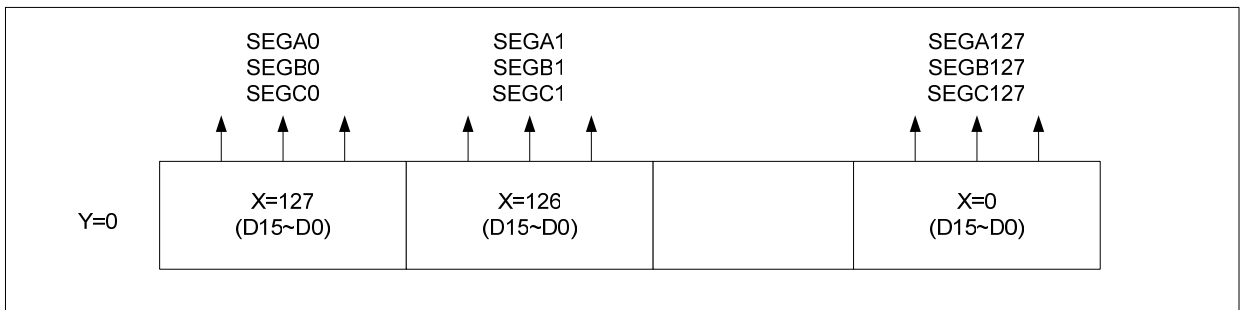 SEGA0
SEGB0
SEGC0
SEGA1
SEGB1
SEGC1
SEGA127
SEGB127
SEGC127
Y=0
X=127
(D15~D0)
X=126
(D15~D0)
X=0
(D15~D0)